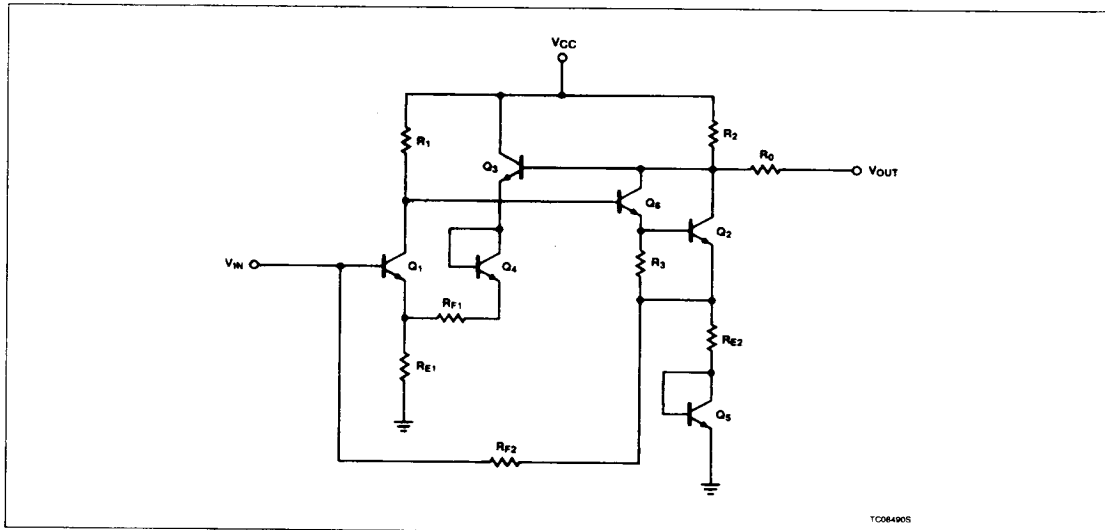 VCC
R1
R2
Q3
R0
VOUT
Q6
Q2
VIN
Q1
Q4
R3
RF1
RE1
RE2
Q5
RF2
TC08490S